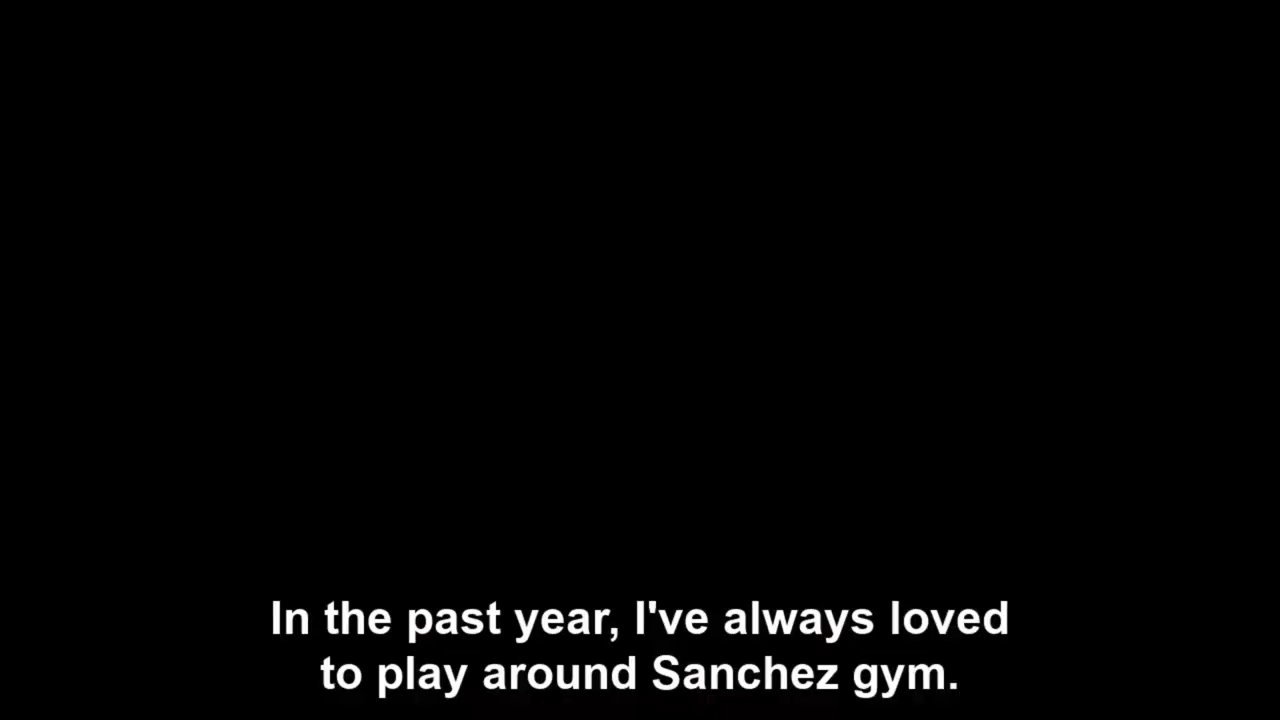 In the past year, I've always loved
to play around Sanchez gym.